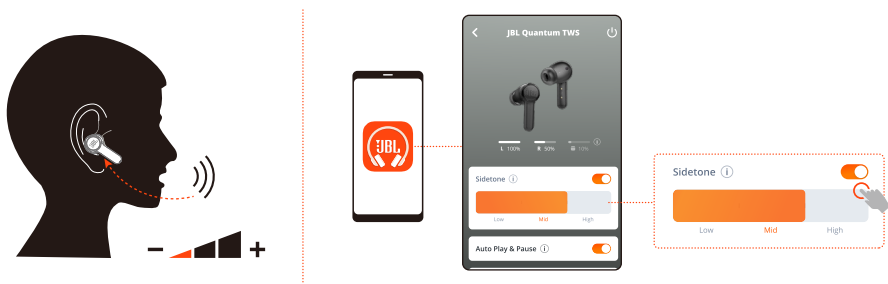 JBL
JBL Quantum TWS
L 100% R 50% 10%
Sidetone
Low Mid High
Auto Play & Pause
Sidetone
Low Mid High